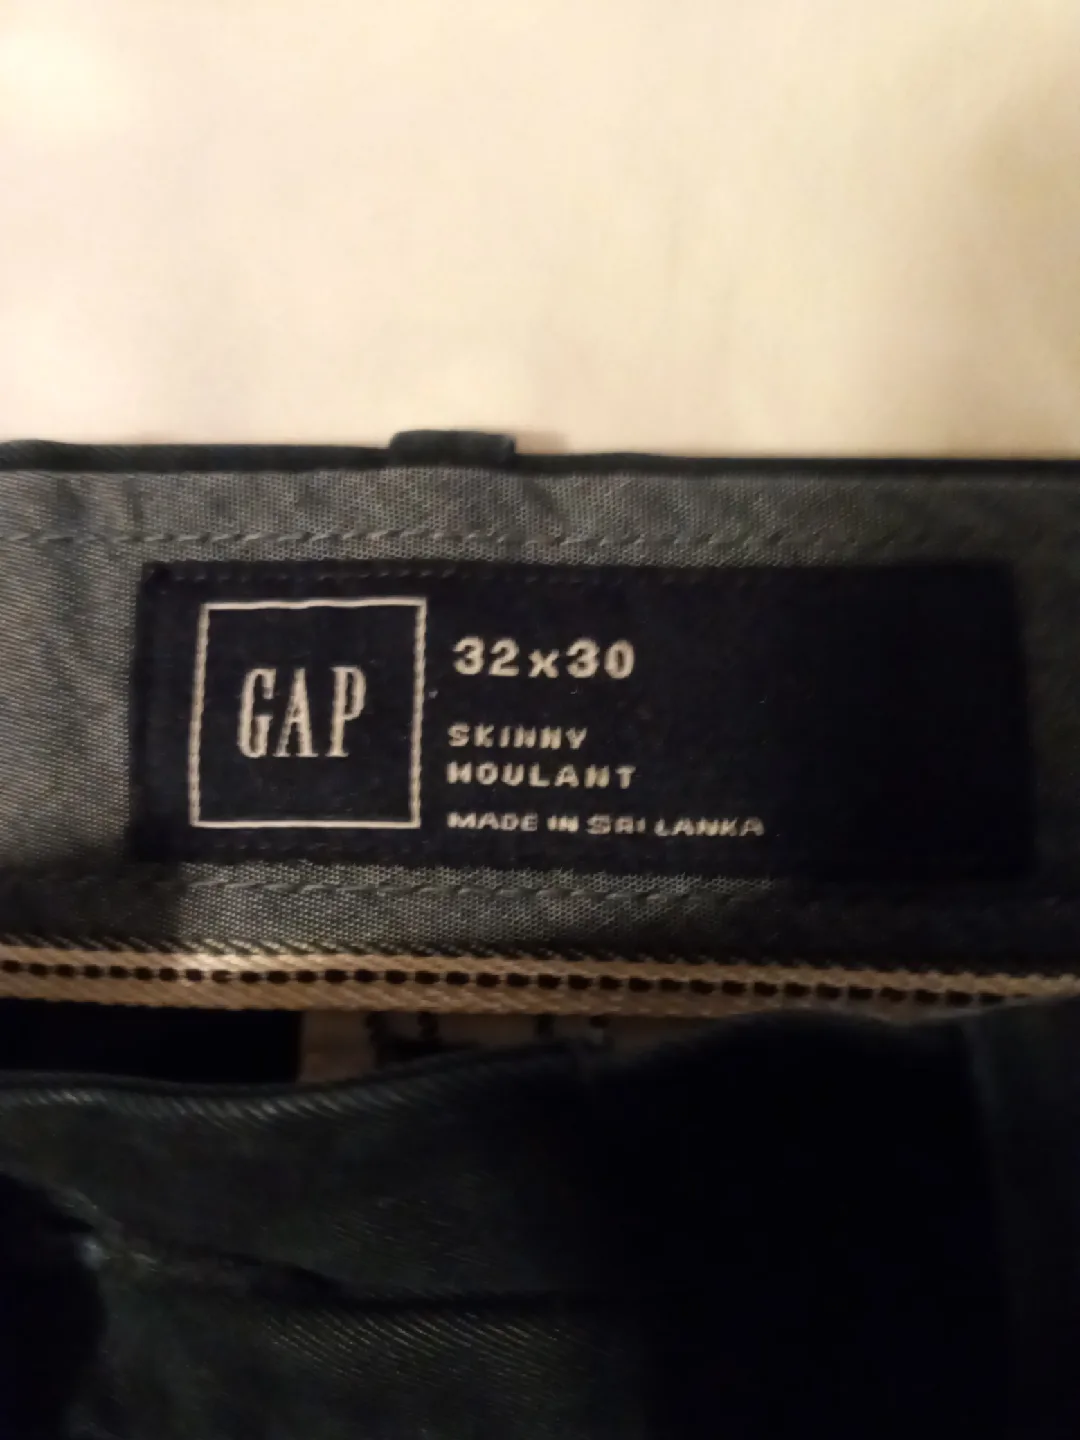 GAP
32x30
SKINNY
MOULANT
MADE IN SRI LANKA